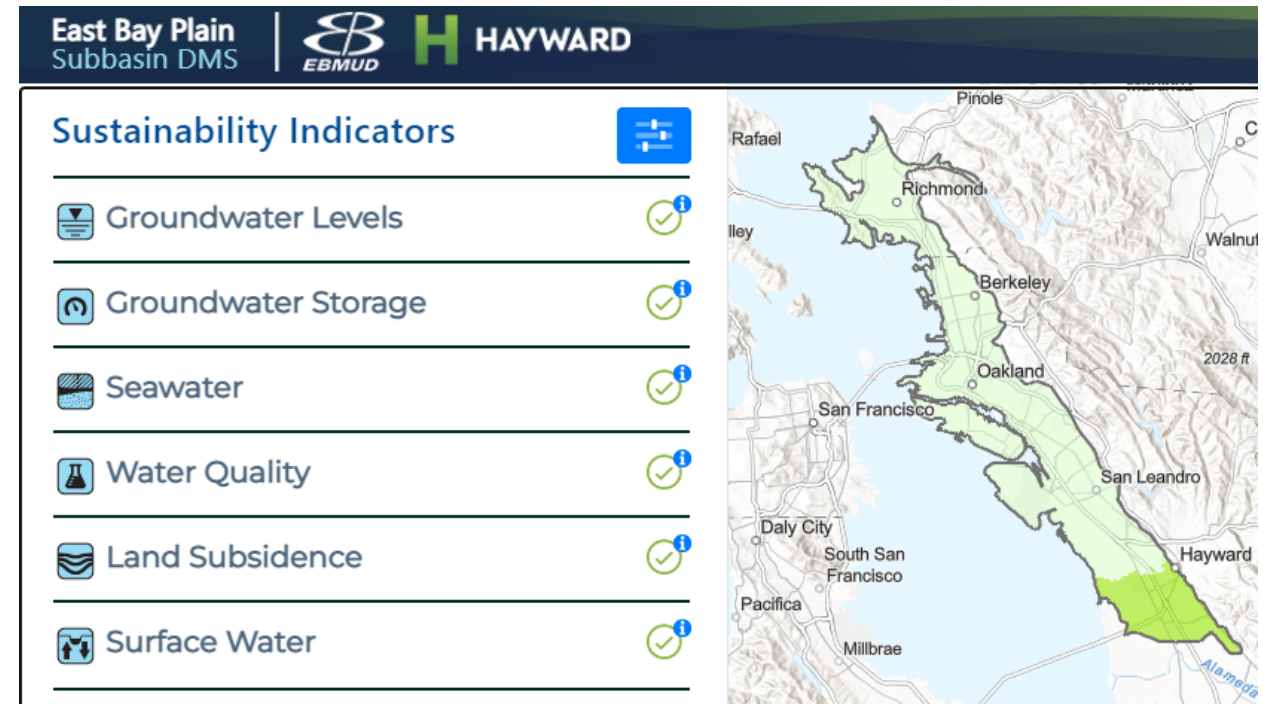 East Bay Plain
Subbasin DMS
EBMUD
HAYWARD
Sustainability Indicators
Groundwater Levels
Groundwater Storage
Seawater
Water Quality
Land Subsidence
Surface Water
Pinole
Rafael
C
Richmond
lley
Walnut
Berkeley
2028 ft
Oakland
San Francisco
San Leandro
Daly City
South San
Francisco
Hayward
Pacifica
Millbrae
Alameda